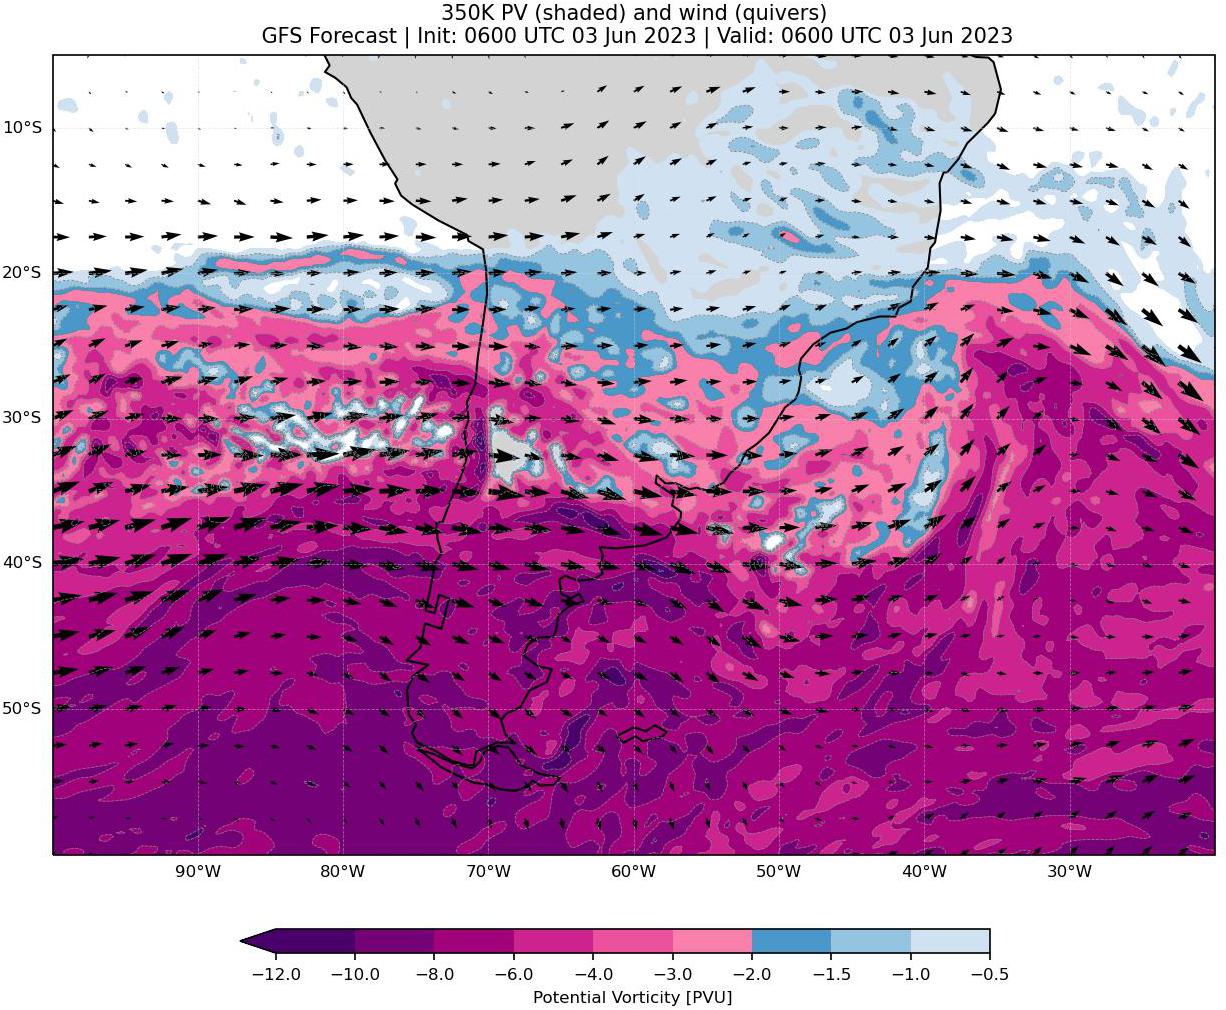 350K PV (shaded) and wind (quivers)
GFS Forecast | Init: 0600 UTC 03 Jun 2023 | Valid: 0600 UTC 03 Jun 2023
10°S
20°S
30°S
40°S
50°S
90°W 80°W 70°W 60°W 50°W 40°W 30°W
−12.0 −10.0 −8.0 −6.0 −4.0 −3.0 −2.0 −1.5 −1.0 −0.5
Potential Vorticity [PVU]